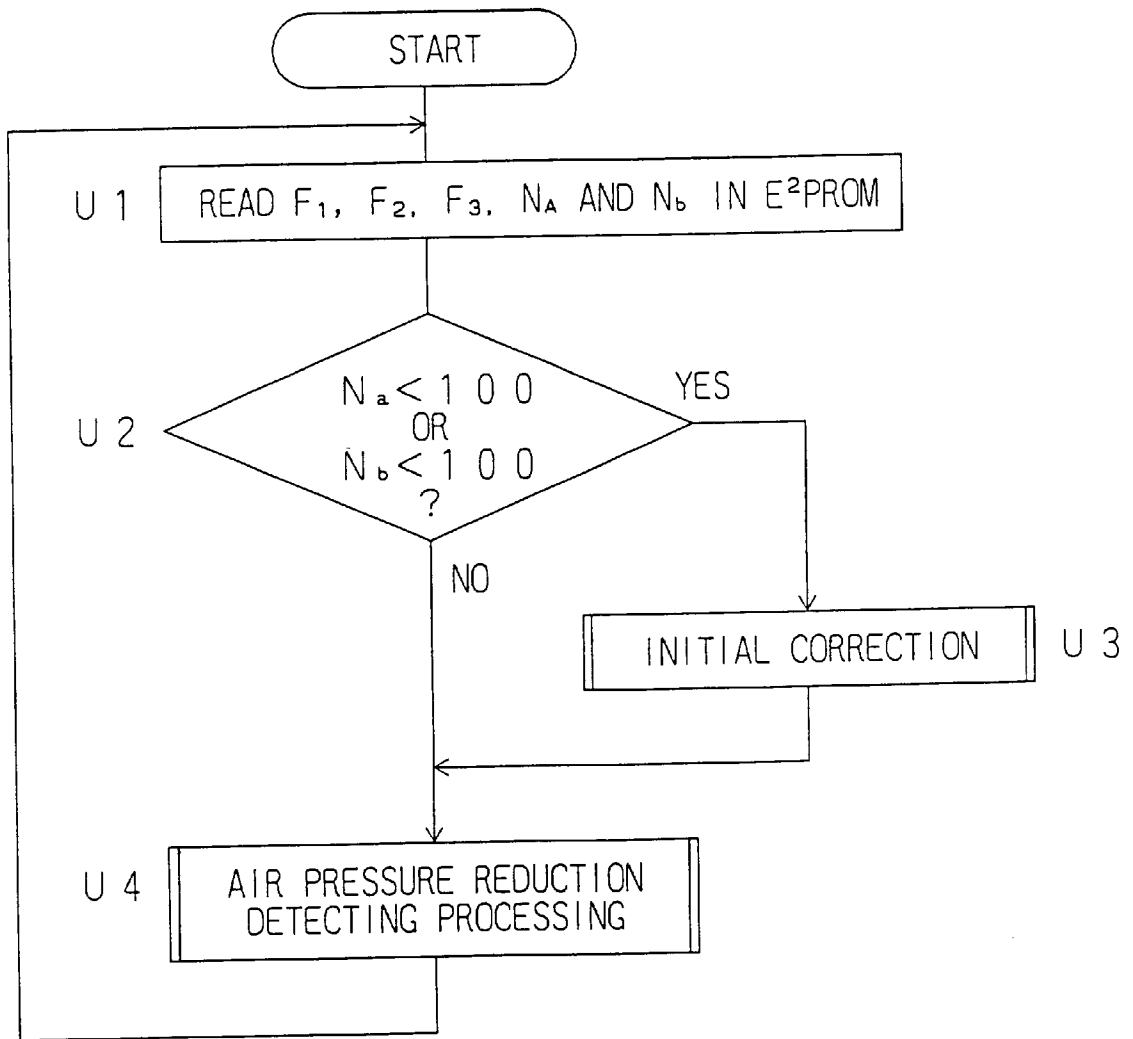 START
U 1
READ F₁, F₂, F₃, N_A AND N_b IN E²PROM
U 2
N_a < 1 0 0
OR
N_b < 1 0 0
?
YES
NO
INITIAL CORRECTION
U 3
U 4
AIR PRESSURE REDUCTION
DETECTING PROCESSING